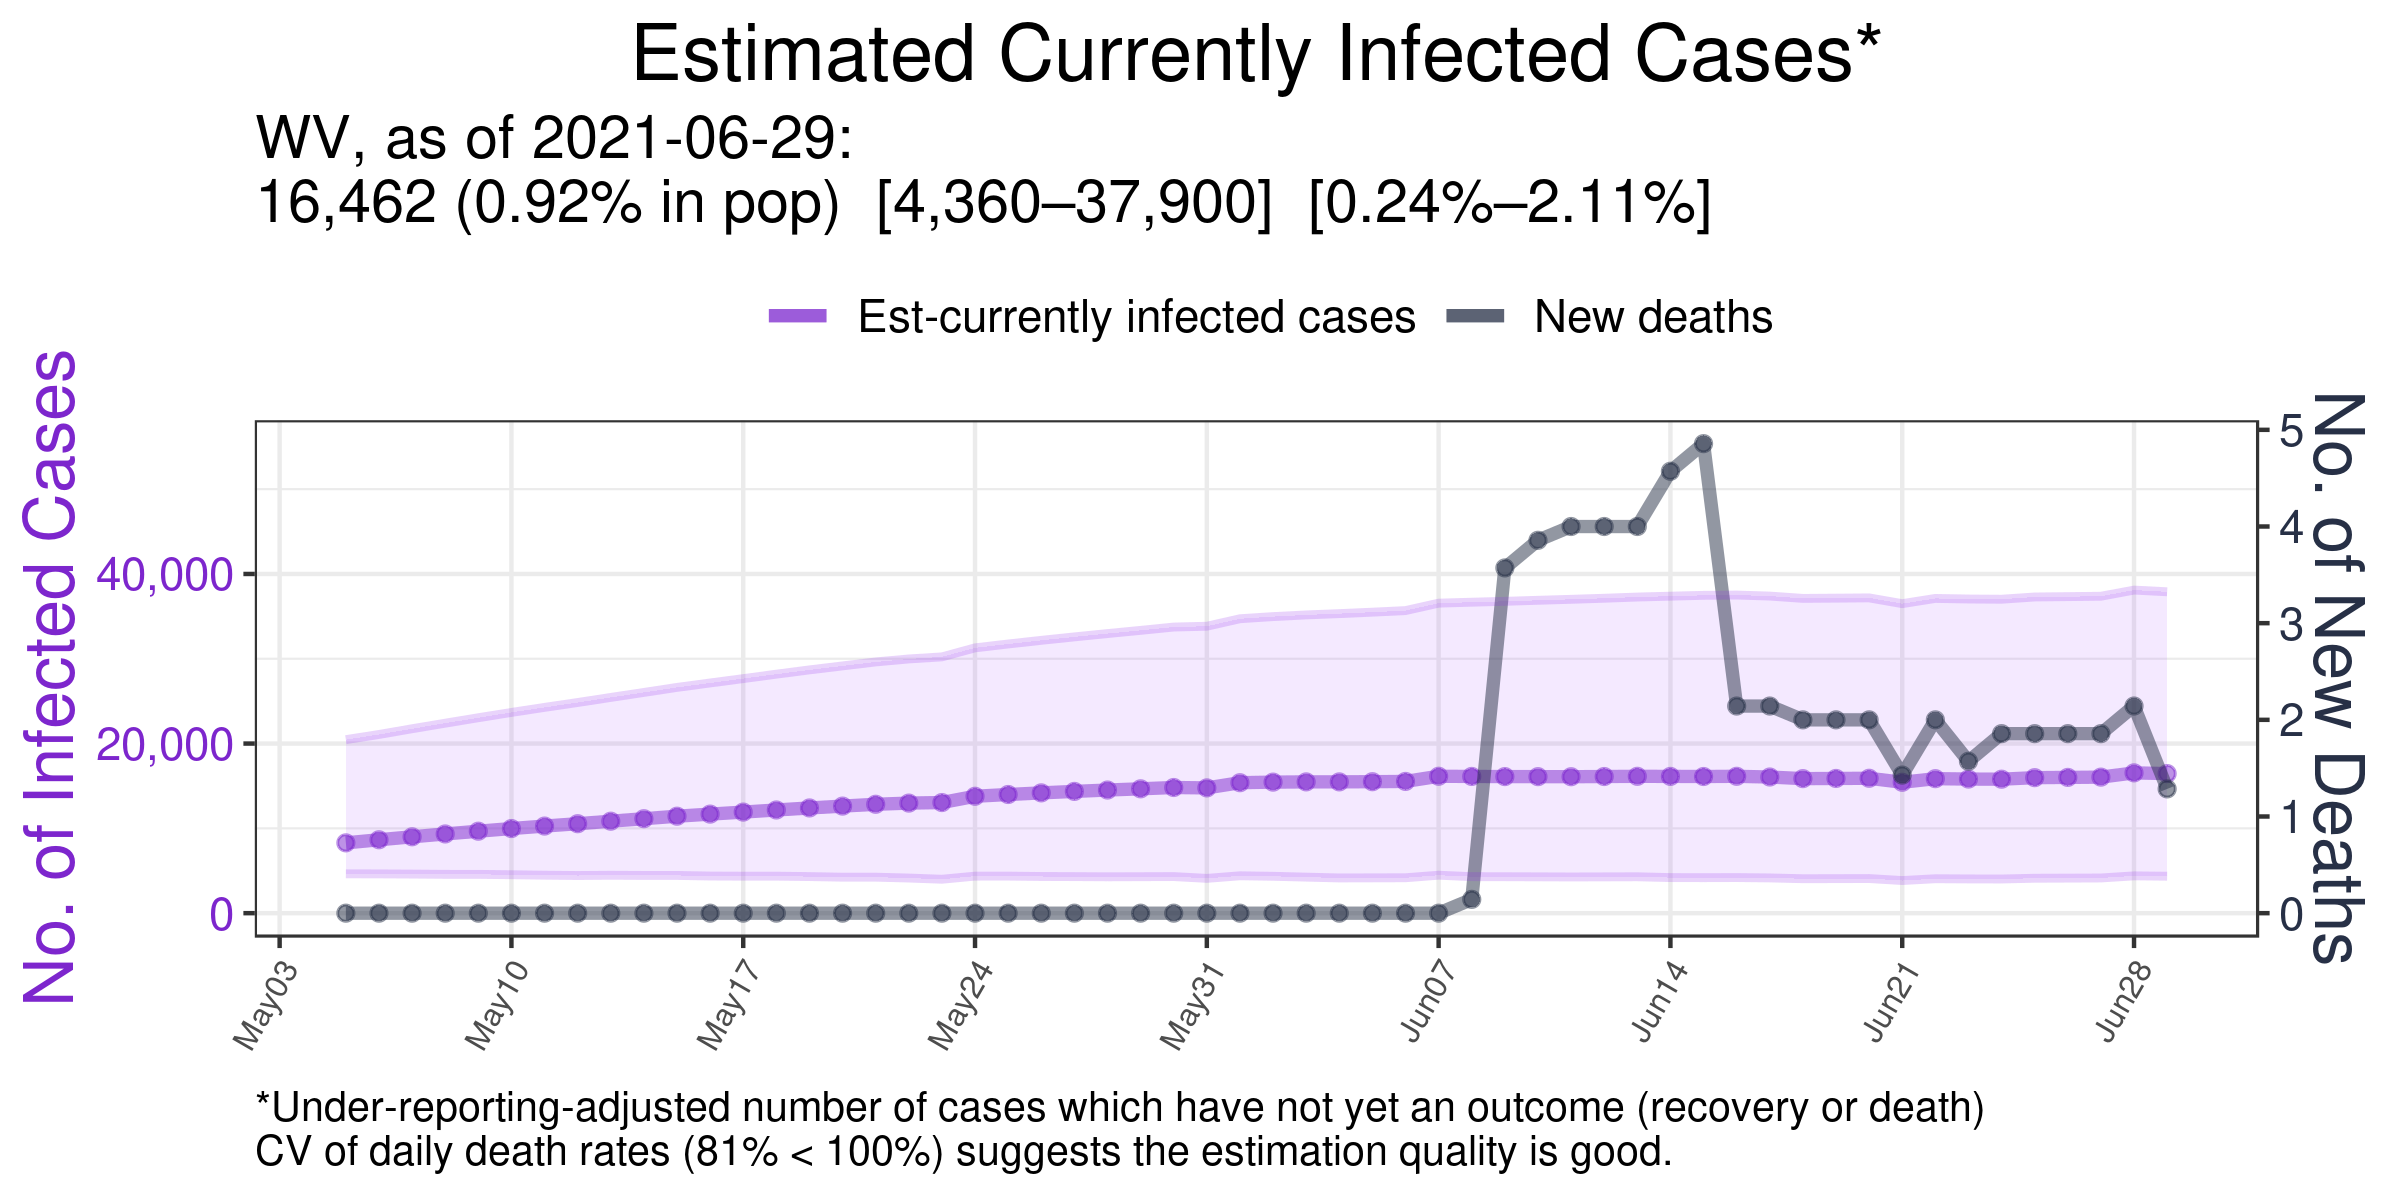 Estimated Currently Infected Cases*
WV, as of 2021-06-29:
16,462 (0.92% in pop)  [4,360–37,900]  [0.24%–2.11%]
Est-currently infected cases
New deaths
No. of Infected Cases
40,000
20,000
0
5
4
3
2
1
0
No. of New Deaths
May03
May10
May17
May24
May31
Jun07
Jun14
Jun21
Jun28
*Under-reporting-adjusted number of cases which have not yet an outcome (recovery or death)
CV of daily death rates (81% < 100%) suggests the estimation quality is good.